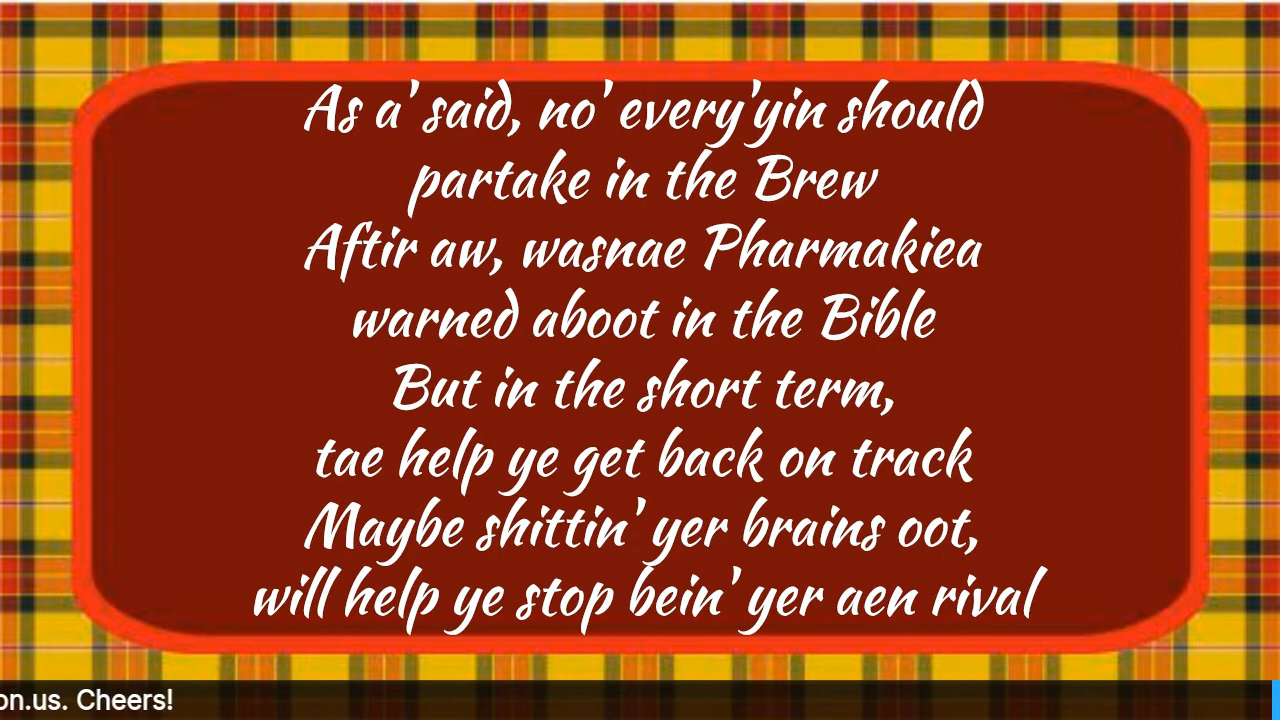 As a' said, no' every'yin should
partake in the Brew
Aftir aw, wasnae Pharmakiea
warned aboot in the Bible
But in the short term,
tae help ye get back on track
Maybe shittin' yer brains oot,
will help ye stop bein' yer aen rival
on.us. Cheers!